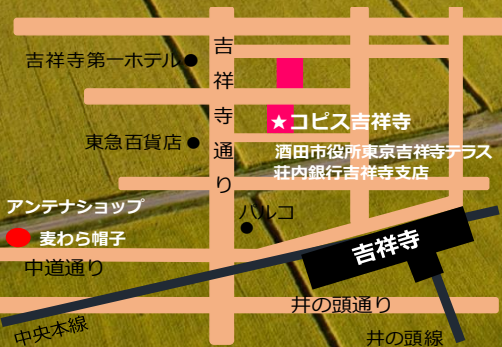 吉祥寺通り
吉祥寺第一ホテル
★コピス吉祥寺
東急百貨店
酒田市役所東京吉祥寺テラス
荘内銀行吉祥寺支店
アンテナショップ
麦わら帽子
パルコ
吉祥寺
中道通り
井の頭通り
中央本線
井の頭線